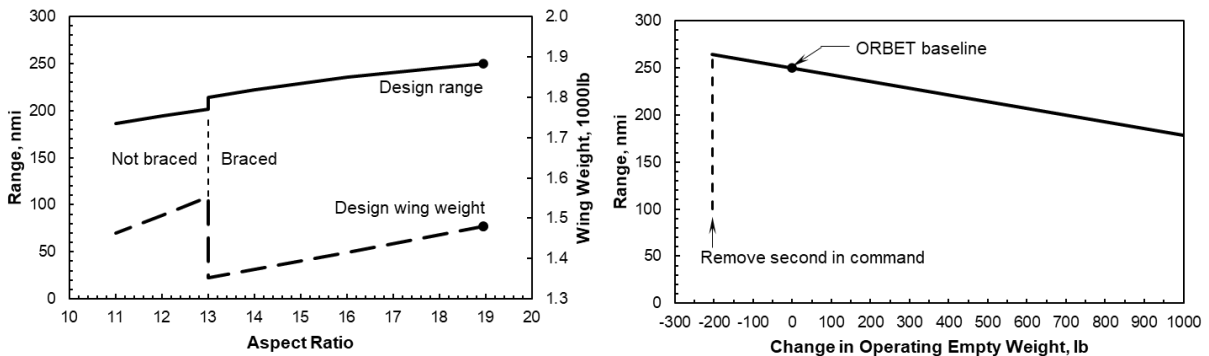 Range, nmi
300
250
200
150
100
50
0
Design range
Not braced
Braced
Design wing weight
10 11 12 13 14 15 16 17 18 19 20
Aspect Ratio
2.0
1.9
1.8
1.7
1.6
1.5
1.4
1.3
Wing Weight, 1000lb
Range, nmi
300
250
200
150
100
50
0
ORBET baseline
Remove second in command
-300 -200 -100 0 100 200 300 400 500 600 700 800 900 1000
Change in Operating Empty Weight, lb